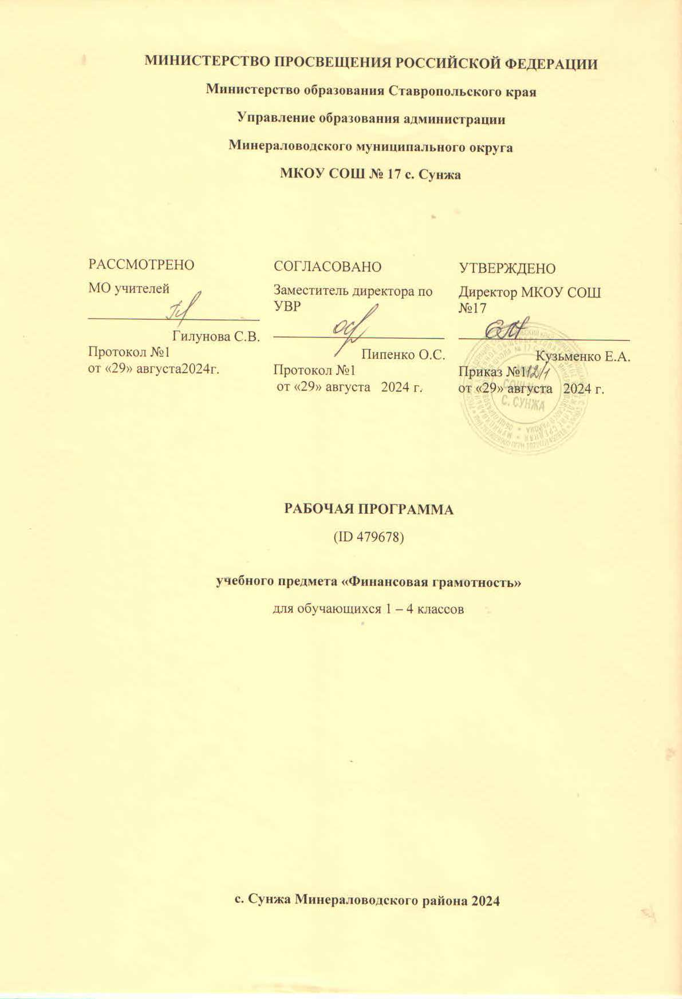 МИНИСТЕРСТВО ПРОСВЕЩЕНИЯ РОССИЙСКОЙ ФЕДЕРАЦИИ
Министерство образования Ставропольского края
Управление образования администрации
Минераловодского муниципального округа
МКОУ СОШ № 17 с. Сунжа
РАССМОТРЕНО
МО учителей
Гилунова С.В.
Протокол №1
от «29» августа2024г.
СОГЛАСОВАНО
Заместитель директора по
УВР
Пипенко О.С.
Протокол №1
от «29» августа 2024 г.
УТВЕРЖДЕНО
Директор МКОУ СОШ
№17
Кузьменко Е.А.
Приказ №112/1
от «29» августа 2024 г.
С. СУНЖА
РАБОЧАЯ ПРОГРАММА
(ID 479678)
учебного предмета «Финансовая грамотность»
для обучающихся 1 – 4 классов
с. Сунжа Минераловодского района 2024